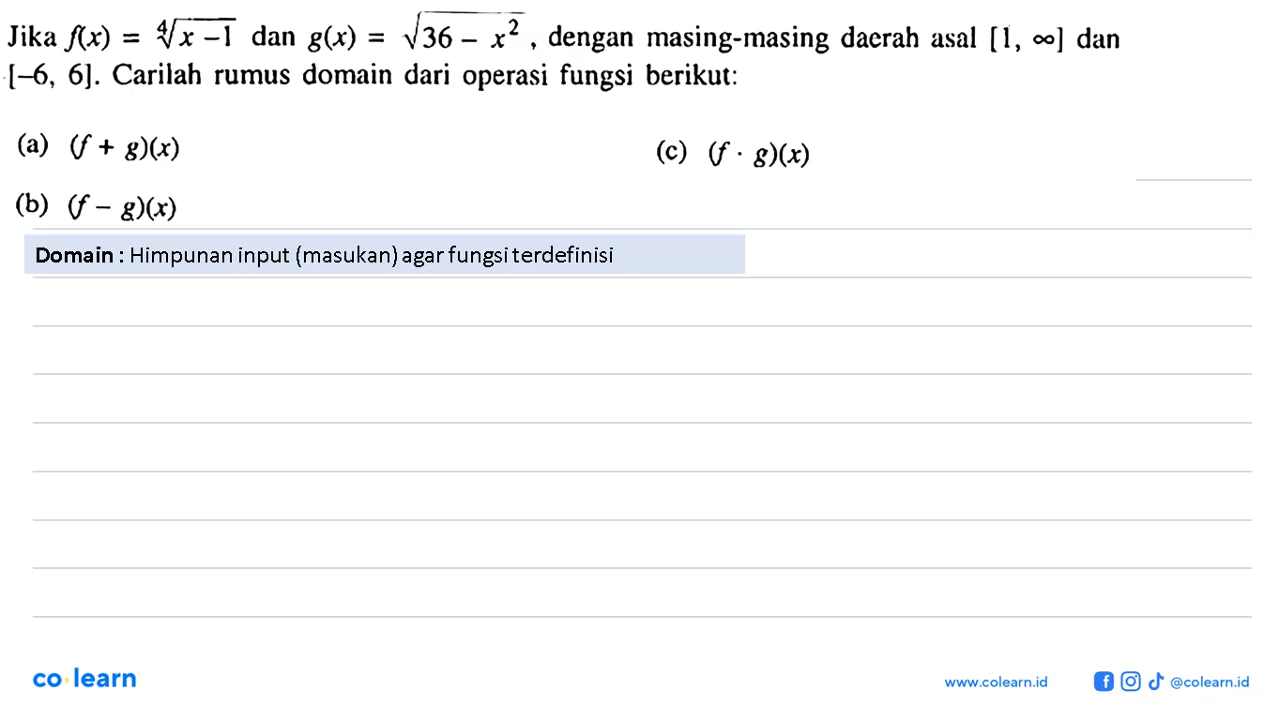 Jika f(x) = ∜(x – 1) dan g(x) = √(36 – x²), dengan masing-masing daerah asal [1, ∞] dan
[–6, 6]. Carilah rumus domain dari operasi fungsi berikut:
(a) (f + g)(x)
(c) (f · g)(x)
(b) (f – g)(x)
Domain : Himpunan input (masukan) agar fungsi terdefinisi
co learn
www.colearn.id
@colearn.id